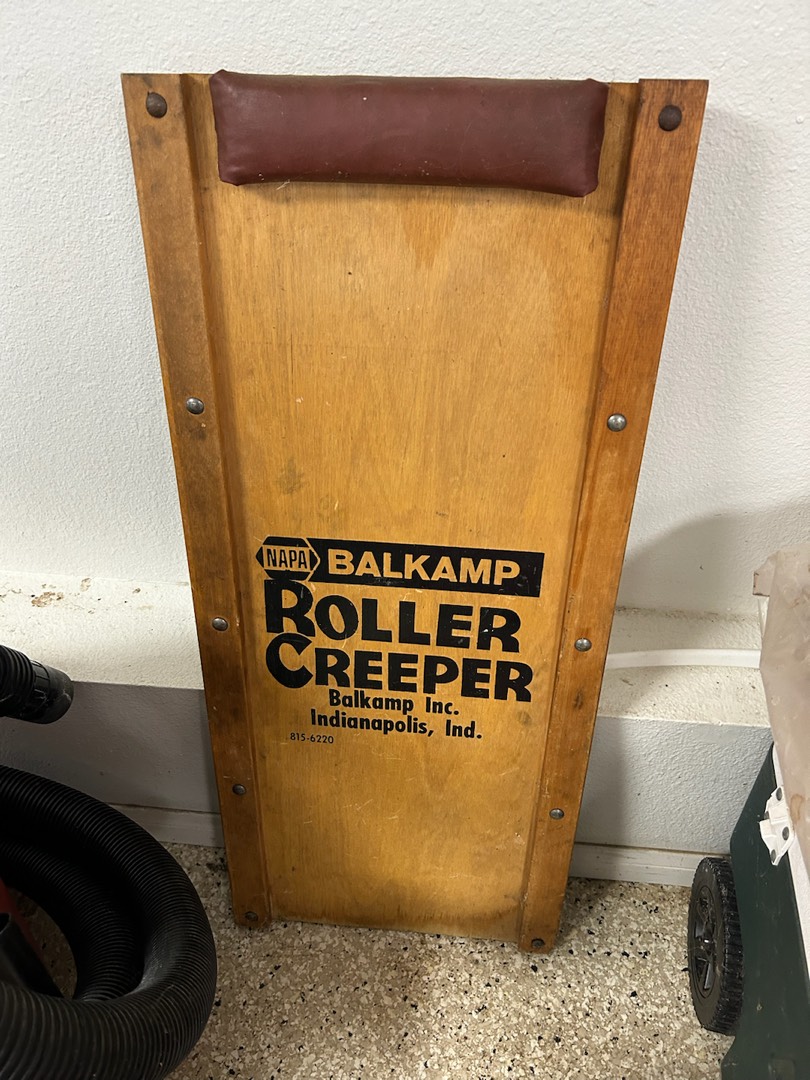 NAPA BALKAMP
ROLLER
CREEPER
Balkamp Inc.
Indianapolis, Ind.
815-6220